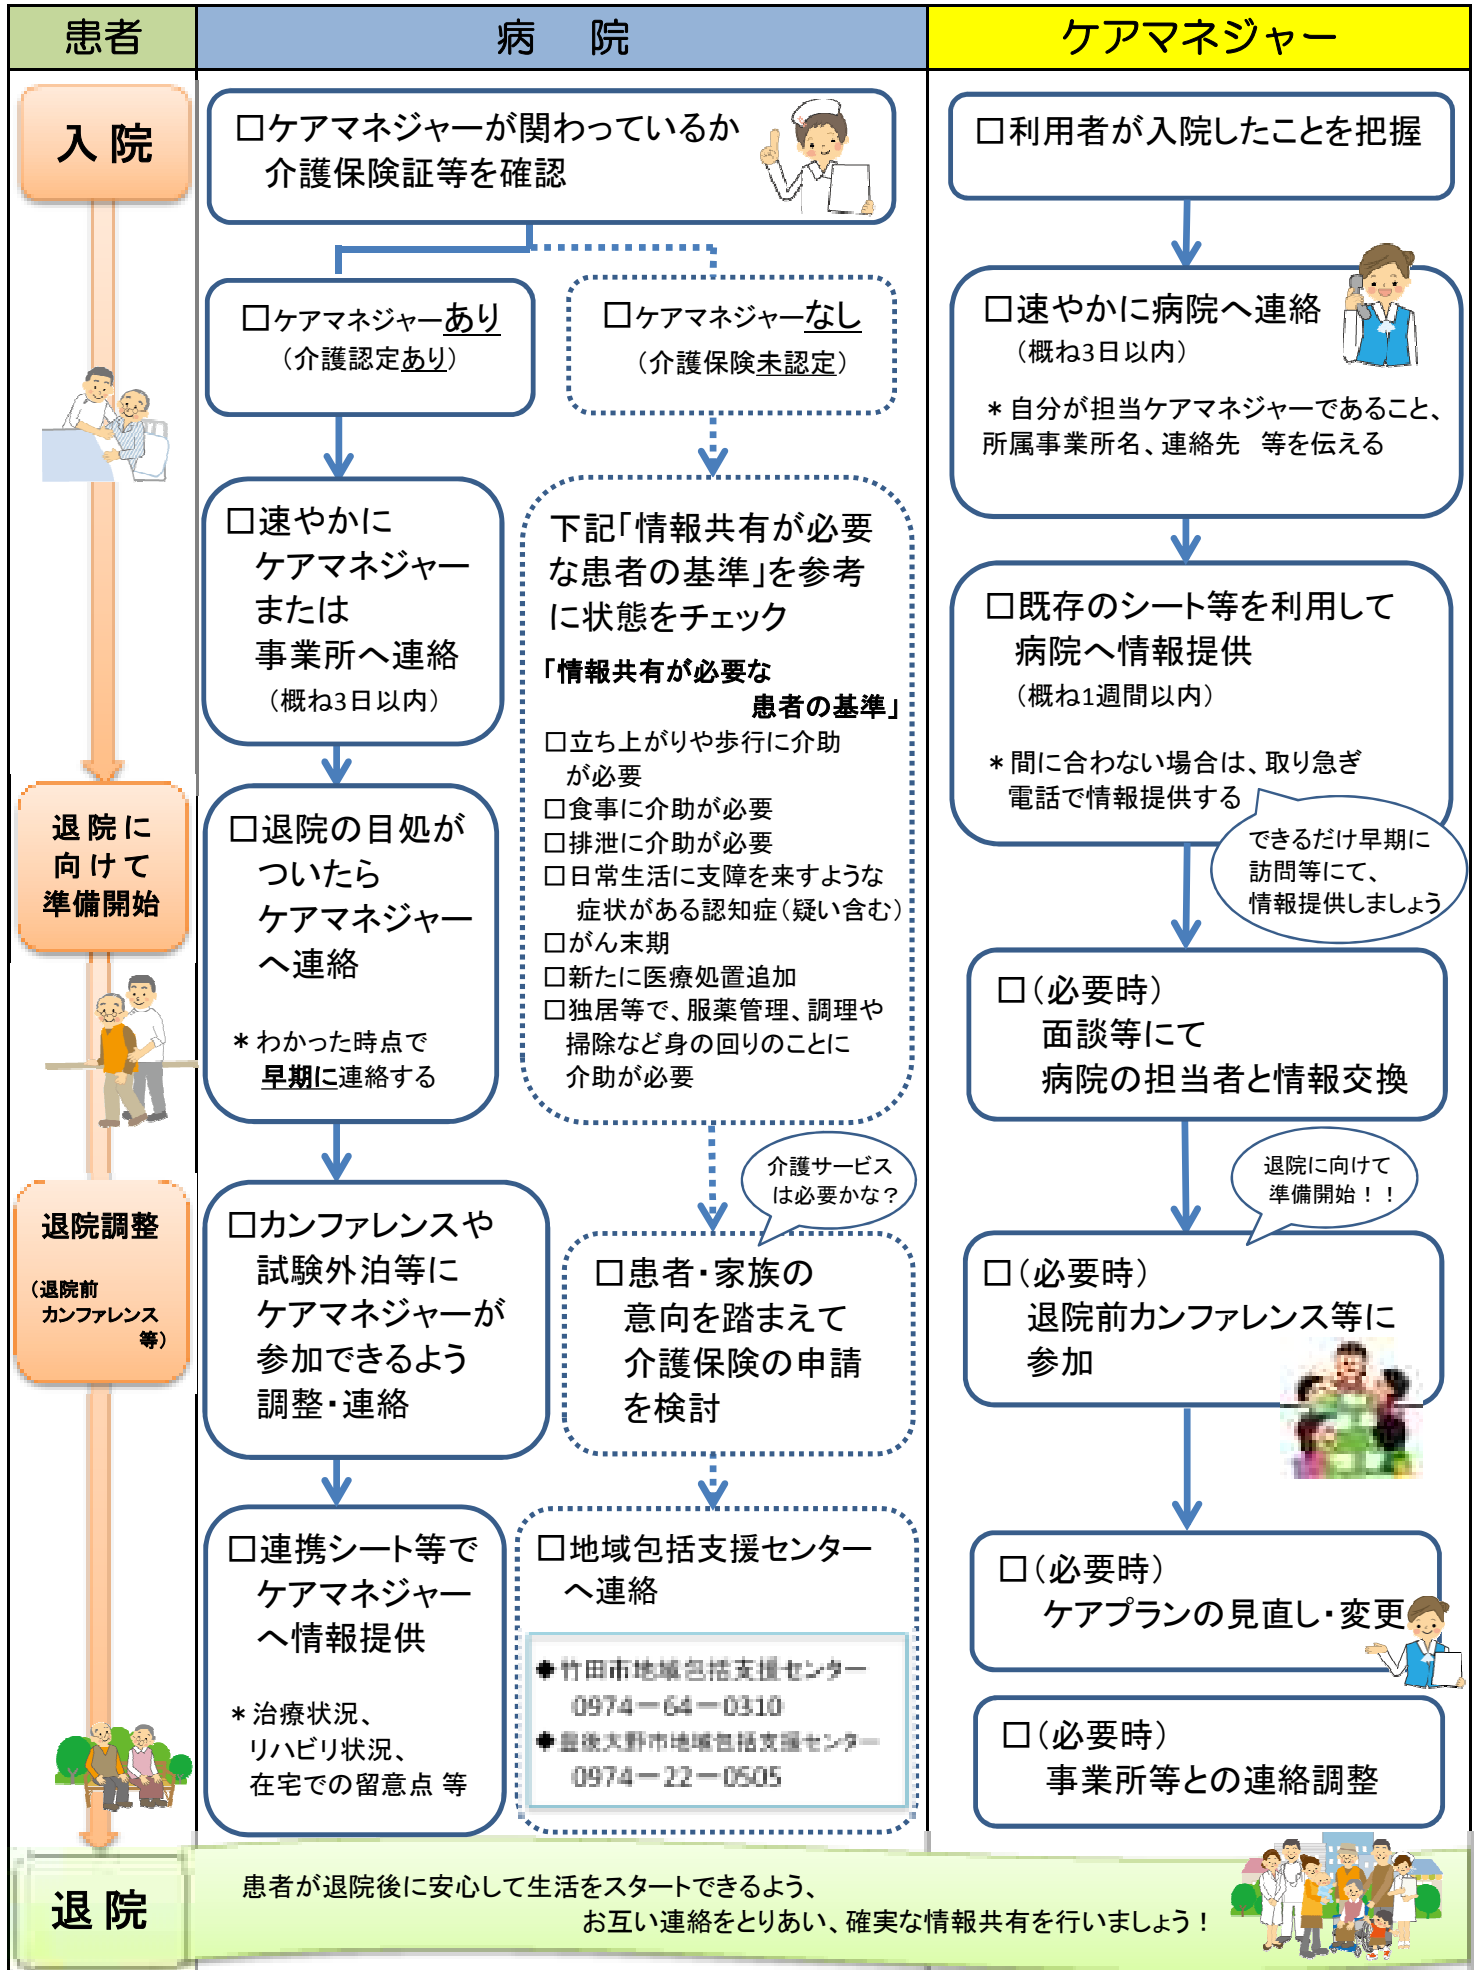 患者
病　院
ケアマネジャー
入院
□ケアマネジャーが関わっているか
介護保険証等を確認
□ケアマネジャーあり
（介護認定あり）
□ケアマネジャーなし
（介護保険未認定）
□速やかに
ケアマネジャー
または
事業所へ連絡
（概ね3日以内）
下記「情報共有が必要
な患者の基準」を参考
に状態をチェック
「情報共有が必要な
患者の基準」
□立ち上がりや歩行に介助
が必要
□食事に介助が必要
□排泄に介助が必要
□日常生活に支障を来すような
症状がある認知症（疑い含む）
□がん末期
□新たに医療処置追加
□独居等で、服薬管理、調理や
掃除など身の回りのことに
介助が必要
退院に
向けて
準備開始
□退院の目処が
ついたら
ケアマネジャー
へ連絡
＊わかった時点で
早期に連絡する
退院調整
（退院前
カンファレンス
等）
□カンファレンスや
試験外泊等に
ケアマネジャーが
参加できるよう
調整・連絡
介護サービス
は必要かな？
□患者・家族の
意向を踏まえて
介護保険の申請
を検討
□連携シート等で
ケアマネジャー
へ情報提供
＊治療状況、
リハビリ状況、
在宅での留意点 等
□地域包括支援センター
へ連絡
◆竹田市地域包括支援センター
0974－64－0310
◆豊後大野市地域包括支援センター
0974－22－0505
□利用者が入院したことを把握
□速やかに病院へ連絡
（概ね3日以内）
＊自分が担当ケアマネジャーであること、
所属事業所名、連絡先　等を伝える
□既存のシート等を利用して
病院へ情報提供
（概ね1週間以内）
＊間に合わない場合は、取り急ぎ
電話で情報提供する
できるだけ早期に
訪問等にて、
情報提供しましょう
□（必要時）
面談等にて
病院の担当者と情報交換
退院に向けて
準備開始！！
□（必要時）
退院前カンファレンス等に
参加
□（必要時）
ケアプランの見直し・変更
□（必要時）
事業所等との連絡調整
退院
患者が退院後に安心して生活をスタートできるよう、
お互い連絡をとりあい、確実な情報共有を行いましょう！